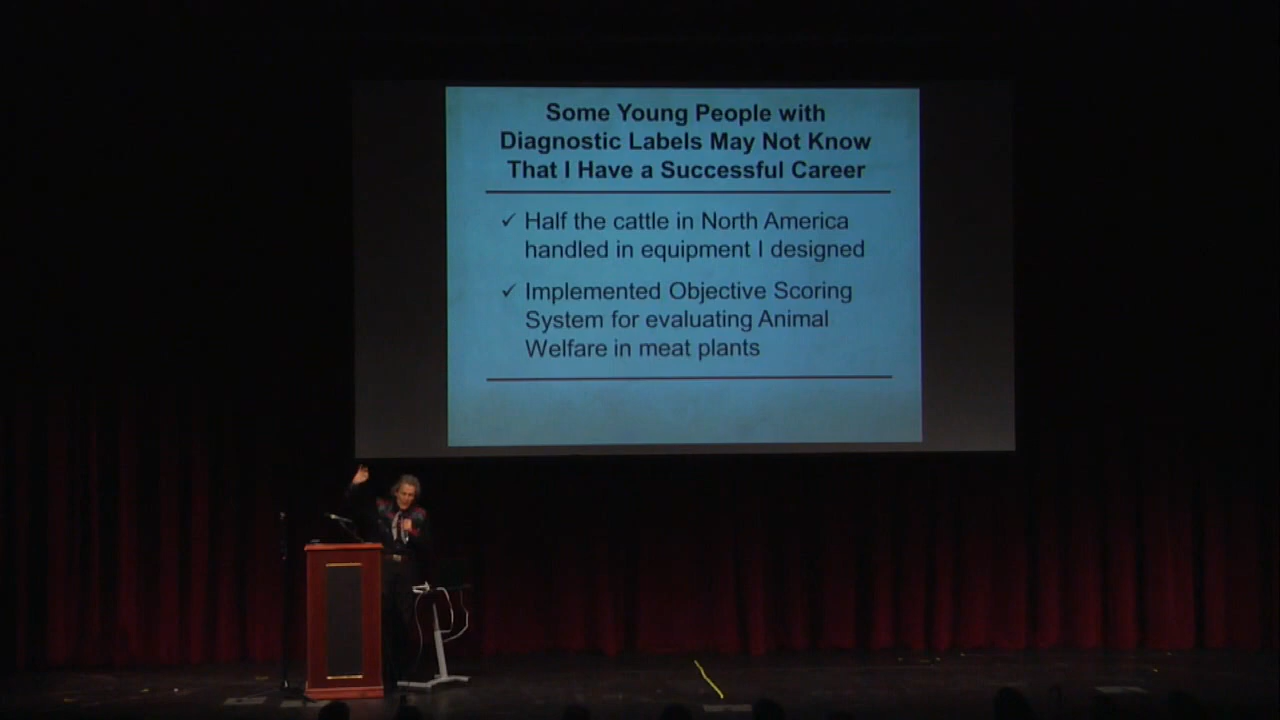 Some Young People with
Diagnostic Labels May Not Know
That I Have a Successful Career
✓ Half the cattle in North America
handled in equipment I designed
✓ Implemented Objective Scoring
System for evaluating Animal
Welfare in meat plants